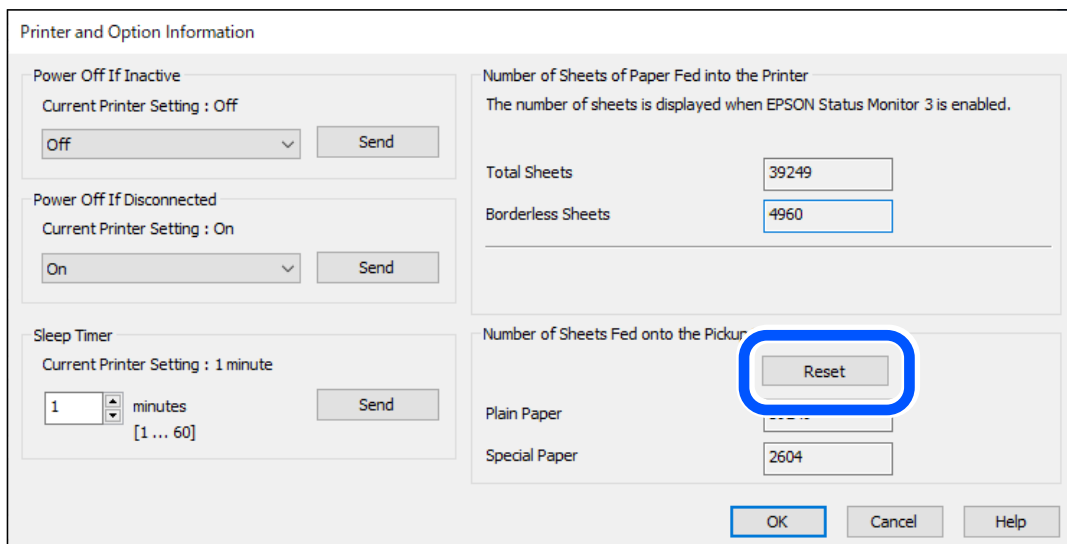 Printer and Option Information
Power Off If Inactive
Current Printer Setting : Off
Off
Send
Power Off If Disconnected
Current Printer Setting : On
On
Send
Sleep Timer
Current Printer Setting : 1 minute
1
minutes
[1 ... 60]
Send
Number of Sheets of Paper Fed into the Printer
The number of sheets is displayed when EPSON Status Monitor 3 is enabled.
Total Sheets
39249
Borderless Sheets
4960
Number of Sheets Fed onto the Pickup
Reset
Plain Paper
Special Paper
2604
OK
Cancel
Help